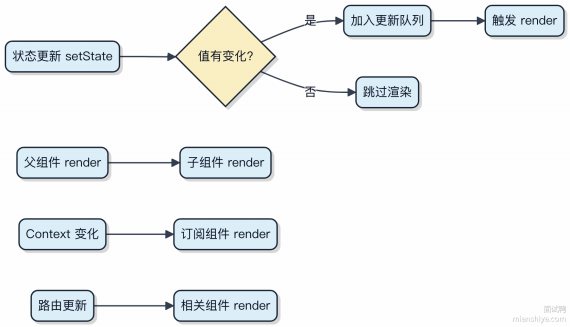 状态更新 setState
值有变化?
是
加入更新队列
触发 render
否
跳过渲染
父组件 render
子组件 render
Context 变化
订阅组件 render
路由更新
相关组件 render
面试鸭
mianshiya.com